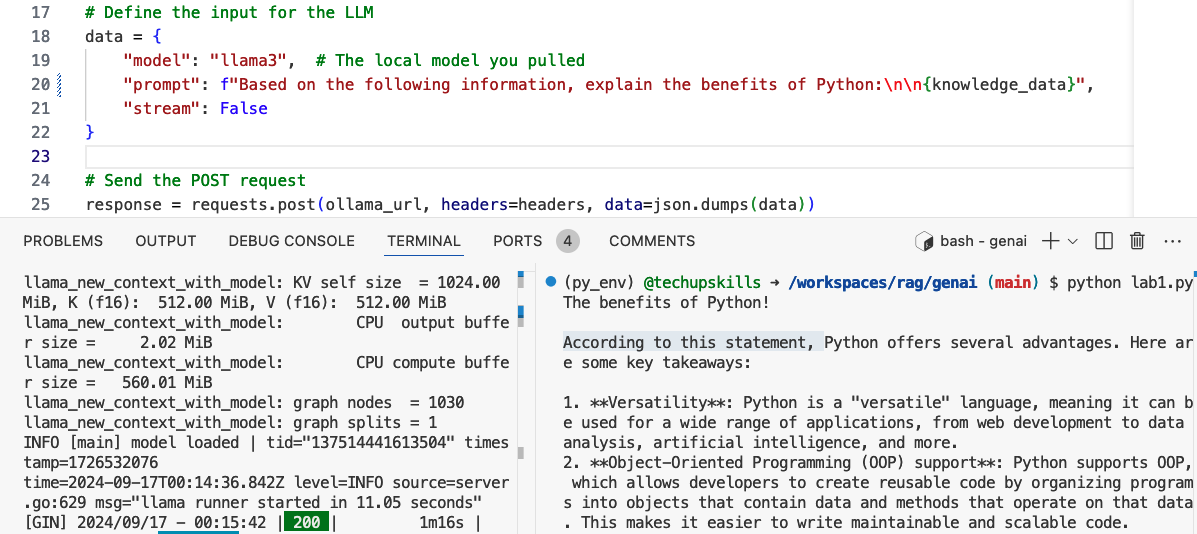 17 # Define the input for the LLM
18 data = {
19 "model": "llama3", # The local model you pulled
20 "prompt": f"Based on the following information, explain the benefits of Python:\n\n{knowledge_data}",
21 "stream": False
22 }
23
24 # Send the POST request
25 response = requests.post(ollama_url, headers=headers, data=json.dumps(data))
PROBLEMS OUTPUT DEBUG CONSOLE TERMINAL PORTS 4 COMMENTS bash - genai
llama_new_context_with_model: KV self size = 1024.00
MiB, K (f16): 512.00 MiB, V (f16): 512.00 MiB
llama_new_context_with_model: CPU output buffe
r size = 2.02 MiB
llama_new_context_with_model: CPU compute buffe
r size = 560.01 MiB
llama_new_context_with_model: graph nodes = 1030
llama_new_context_with_model: graph splits = 1
INFO [main] model loaded | tid="137514441613504" times
tamp=1726532076
time=2024-09-17T00:14:36.842Z level=INFO source=server
.go:629 msg="llama runner started in 11.05 seconds"
[GIN] 2024/09/17 - 00:15:42 | 200 | 1m16s |
(py_env) @techupskills ➜ /workspaces/rag/genai (main) $ python lab1.py
The benefits of Python!
According to this statement, Python offers several advantages. Here ar
e some key takeaways:
1. **Versatility**: Python is a "versatile" language, meaning it can b
e used for a wide range of applications, from web development to data
analysis, artificial intelligence, and more.
2. **Object-Oriented Programming (OOP) support**: Python supports OOP,
which allows developers to create reusable code by organizing program
s into objects that contain data and methods that operate on that data
. This makes it easier to write maintainable and scalable code.